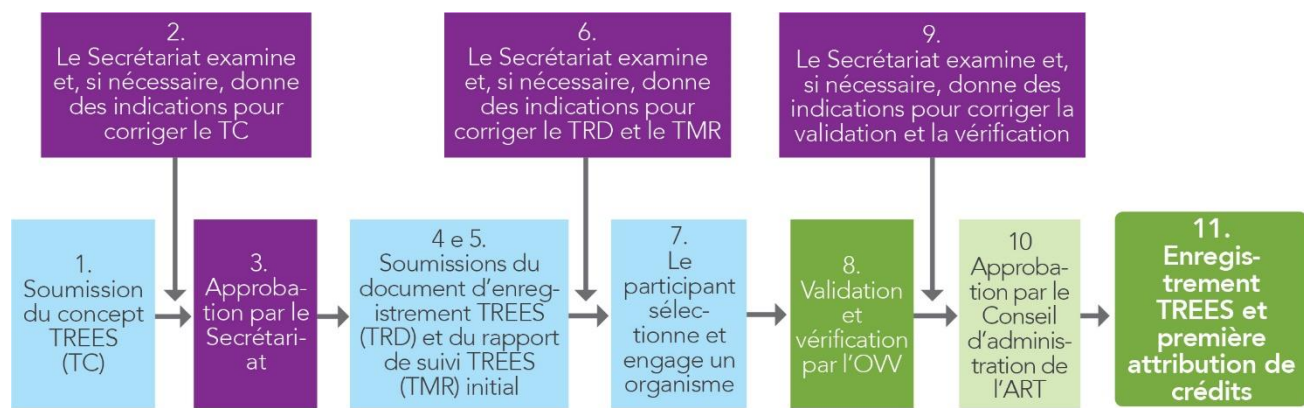 2.
Le Secrétariat examine
et, si nécessaire, donne
des indications pour
corriger le TC
6.
Le Secrétariat examine
et, si nécessaire, donne
des indications pour
corriger le TRD et le TMR
9.
Le Secrétariat examine et,
si nécessaire, donne des
indications pour corriger la
validation et la vérification
1.
Soumission
du concept
TREES
(TC)
3.
Approba-
tion par le
Secrétari-
at
4 e 5.
Soumissions du
document d'enreg-
istrement TREES
(TRD) et du rapport
de suivi TREES
(TMR) initial
7.
Le
participant
sélec-
tionne et
engage un
organisme
8.
Validation
et
vérification
par l'OVV
10
Approba-
tion par le
Conseil
d'adminis-
tration de
l'ART
11.
Enregis-
trement
TREES et
première
attribution de
crédits